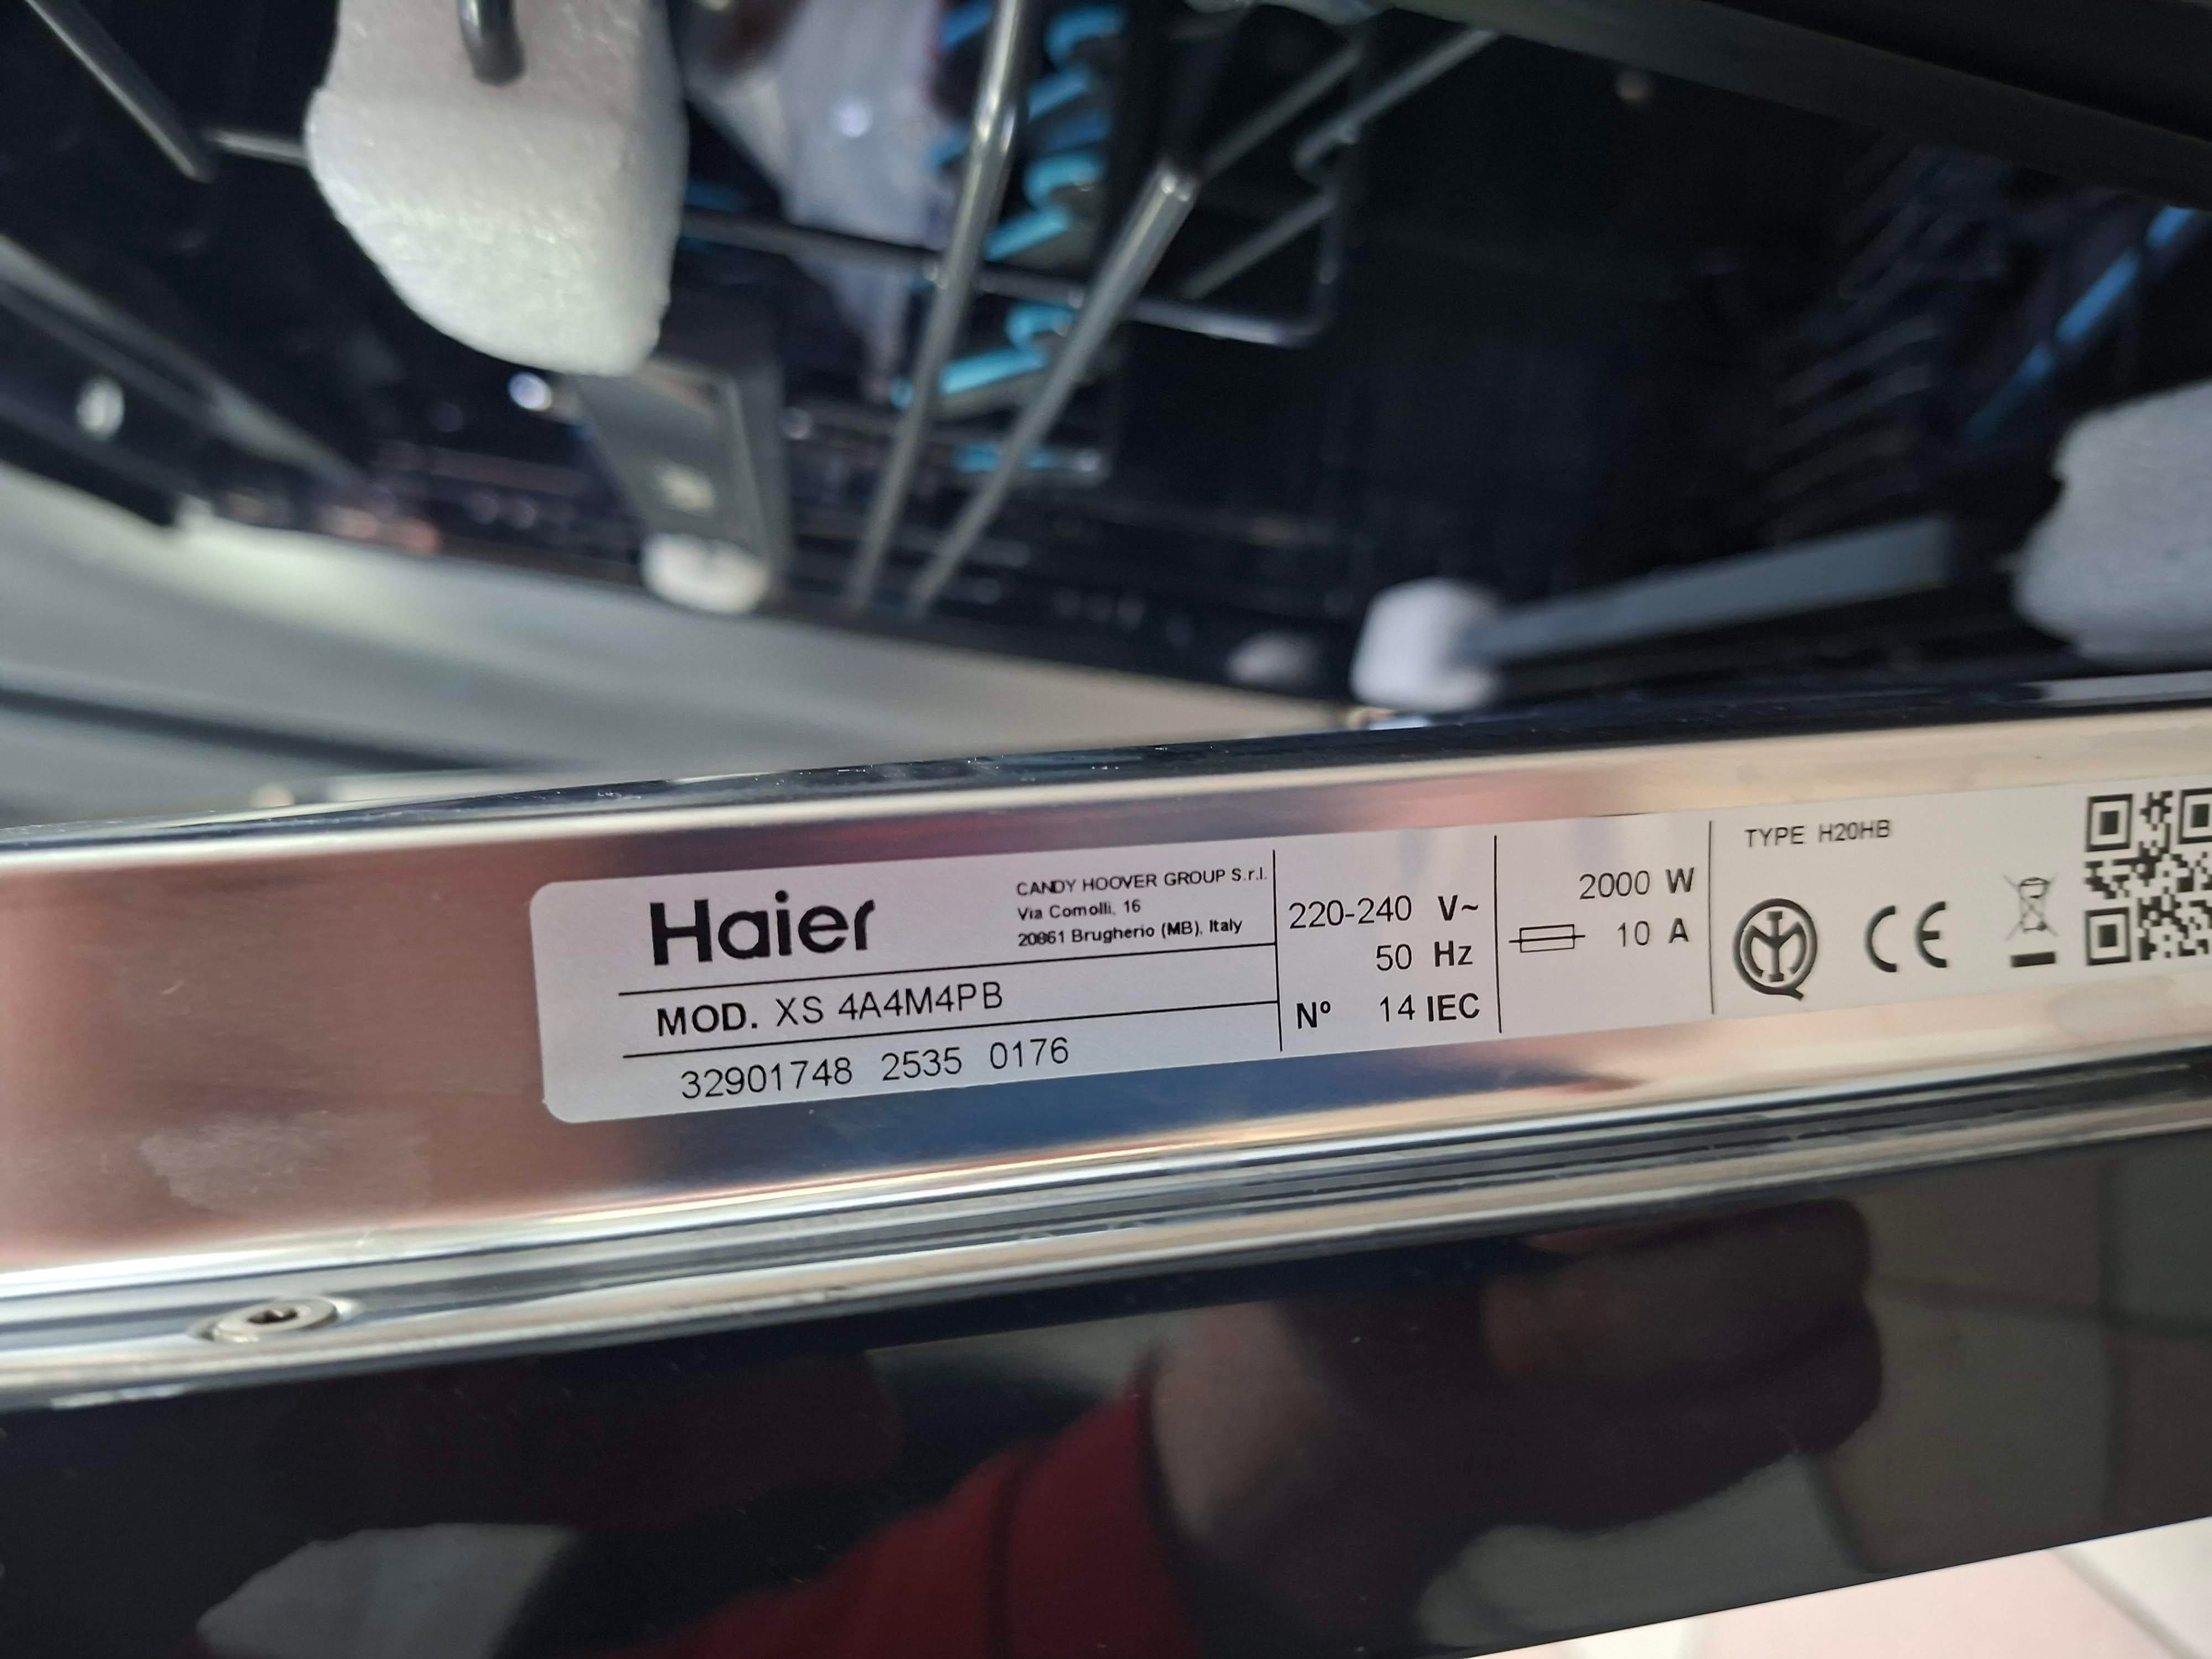 Haier
CANDY HOOVER GROUP S.r.l.
Via Comolli, 16
20861 Brugherio (MB), Italy
MOD. XS 4A4M4PB
32901748 2535 0176
220-240 V~
50 Hz
Nº 14 IEC
2000 W
10 A
TYPE H20HB
CE